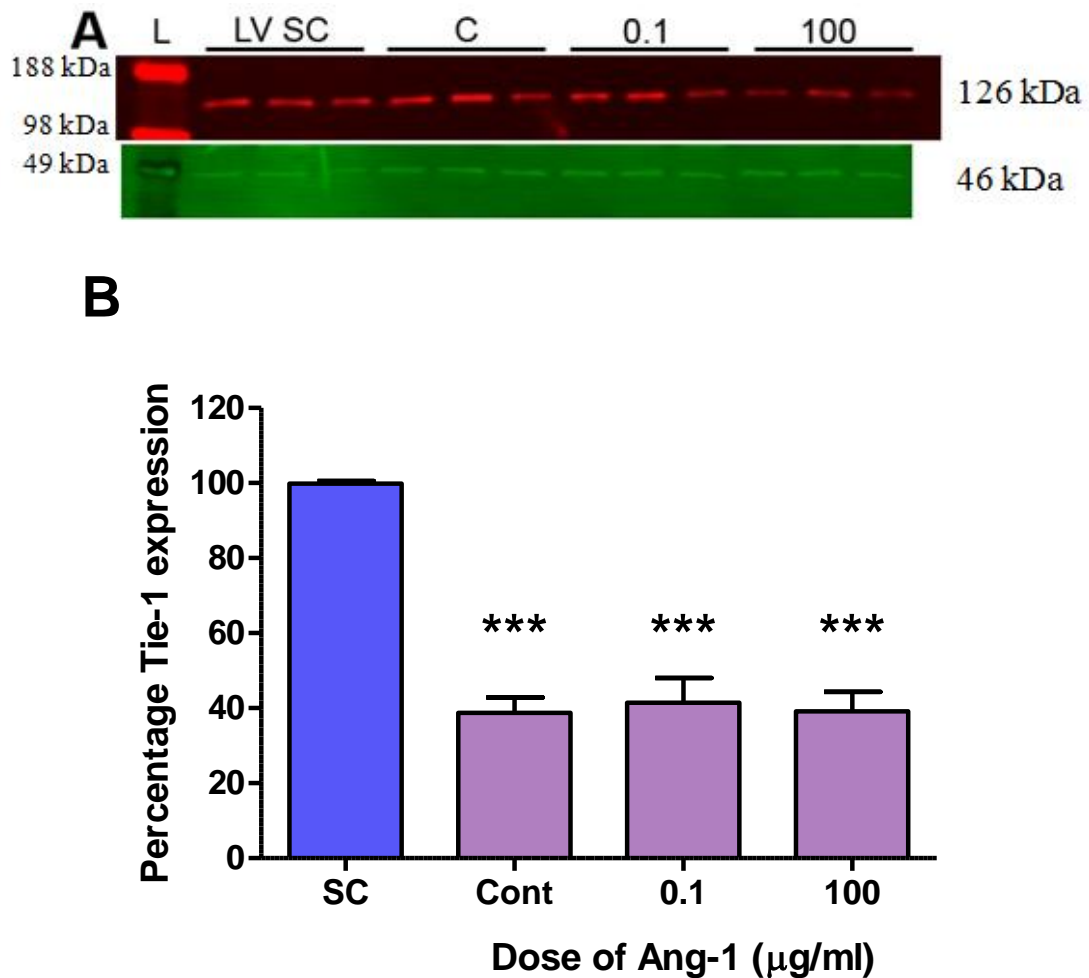 A L LV SC C 0.1 100
188 kDa
126 kDa
98 kDa
49 kDa
46 kDa
B
Percentage Tie-1 expression
120
100
80
60
40
20
0
*** *** ***
SC Cont 0.1 100
Dose of Ang-1 (μg/ml)